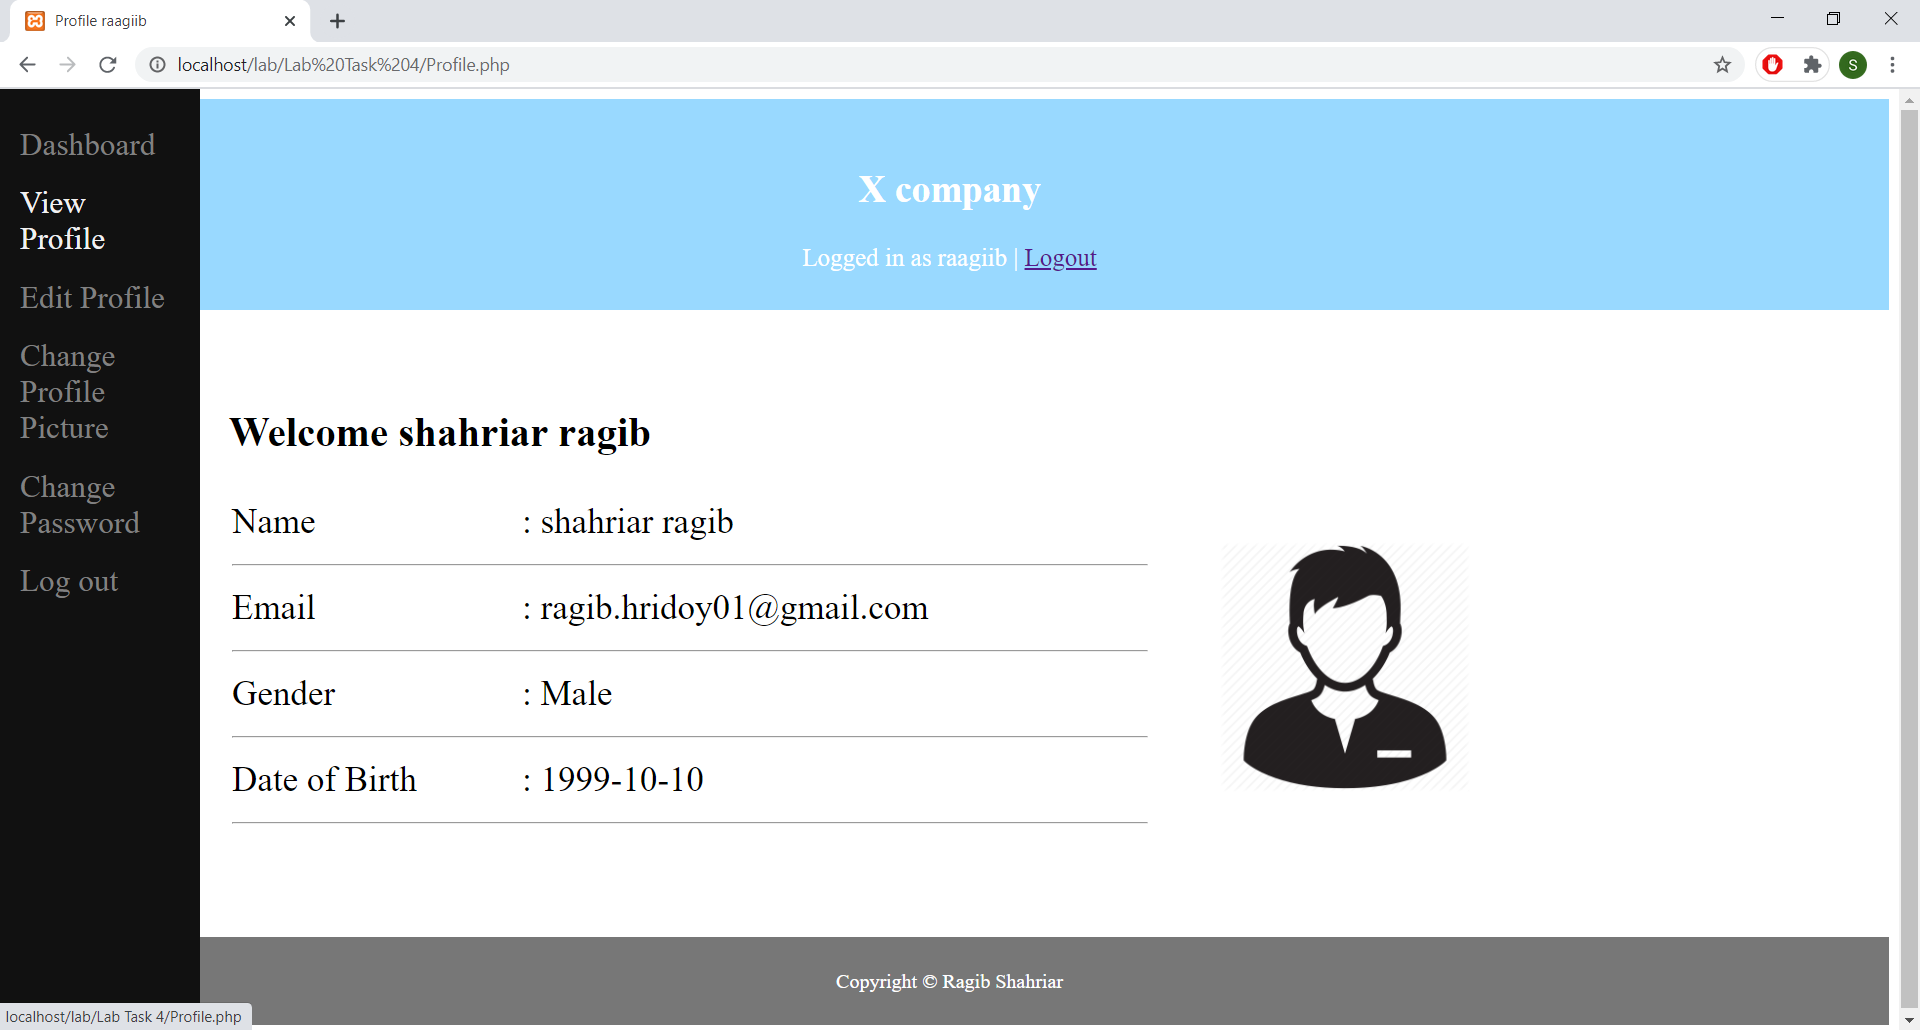 Profile raagiib
localhost/lab/Lab%20Task%204/Profile.php
S
Dashboard
View
Profile
Edit Profile
Change
Profile
Picture
Change
Password
Log out
X company
Logged in as raagiib | Logout
Welcome shahriar ragib
Name : shahriar ragib
Email : ragib.hridoy01@gmail.com
Gender : Male
Date of Birth : 1999-10-10
Copyright © Ragib Shahriar
localhost/lab/Lab Task 4/Profile.php